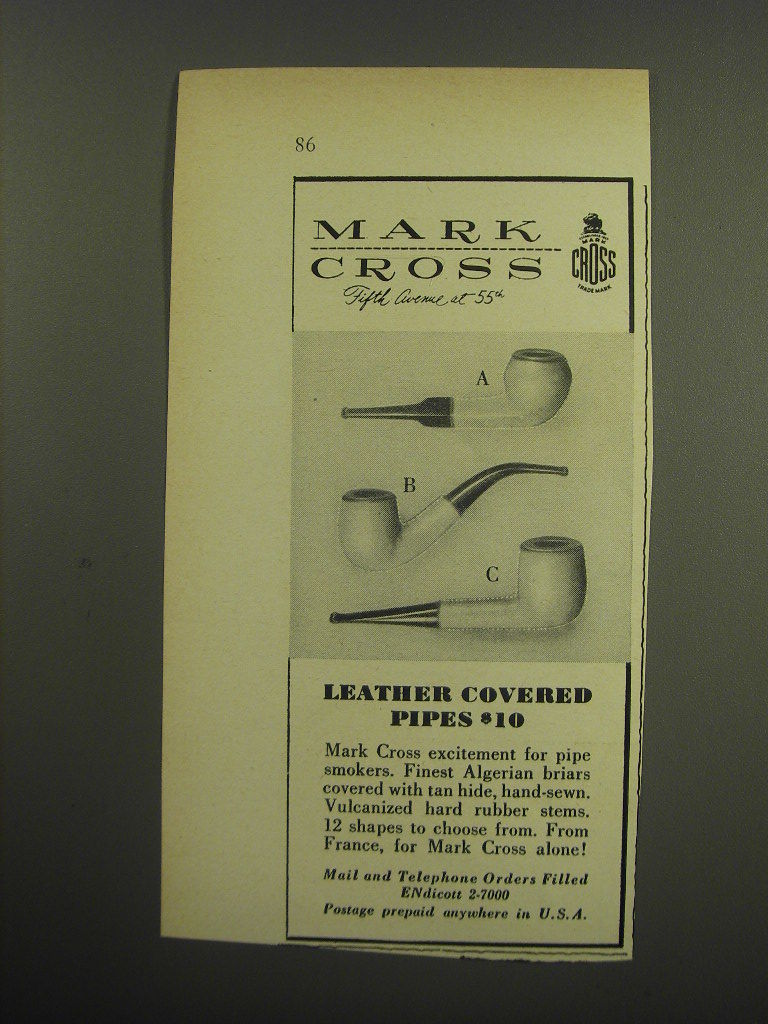 86
MARK
CROSS
Fifth Avenue at 55th
MARK
CROSS
TRADE MARK
A
B
C
LEATHER COVERED
PIPES $10
Mark Cross excitement for pipe
smokers. Finest Algerian briars
covered with tan hide, hand-sewn.
Vulcanized hard rubber stems.
12 shapes to choose from. From
France, for Mark Cross alone!
Mail and Telephone Orders Filled
ENdicott 2-7000
Postage prepaid anywhere in U.S.A.